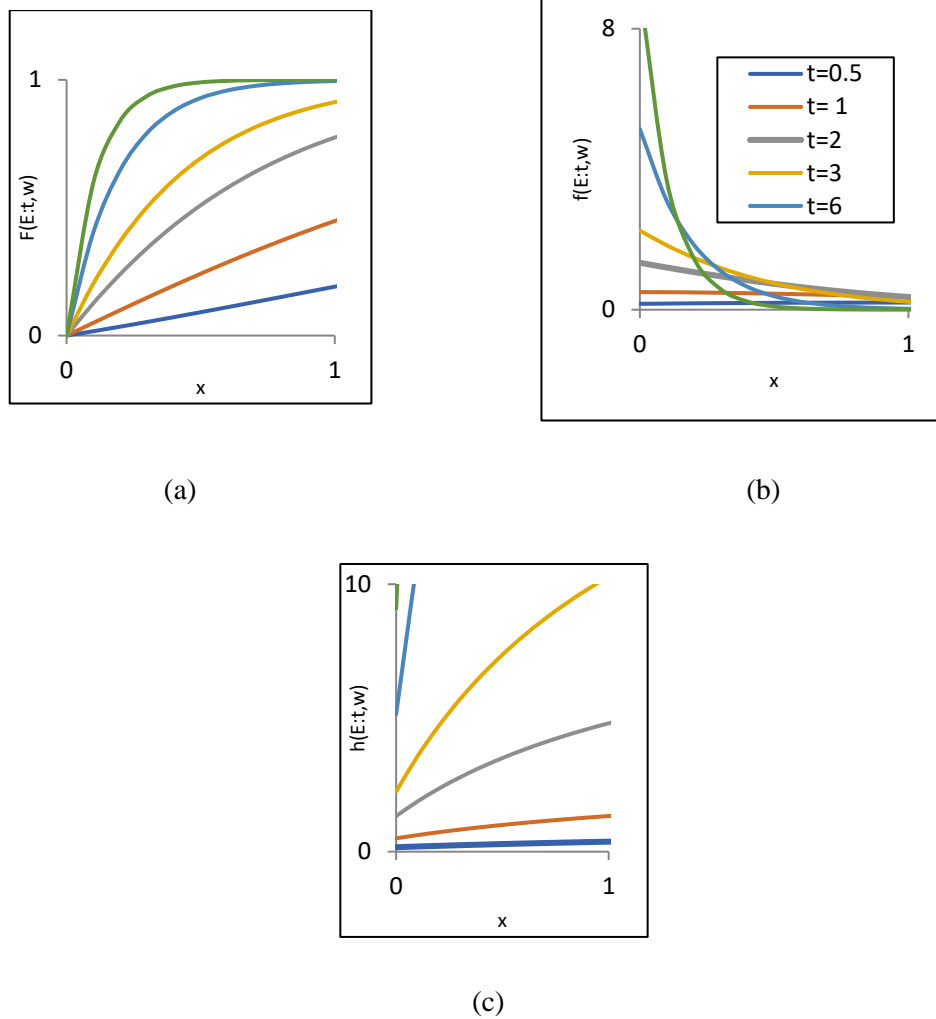 1
F(E:t,w)
0
0
1
x
(a)
8
t=0.5
t= 1
t=2
t=3
t=6
f(E:t,w)
0
0
1
x
(b)
10
h(E:t,w)
0
0
1
x
(c)